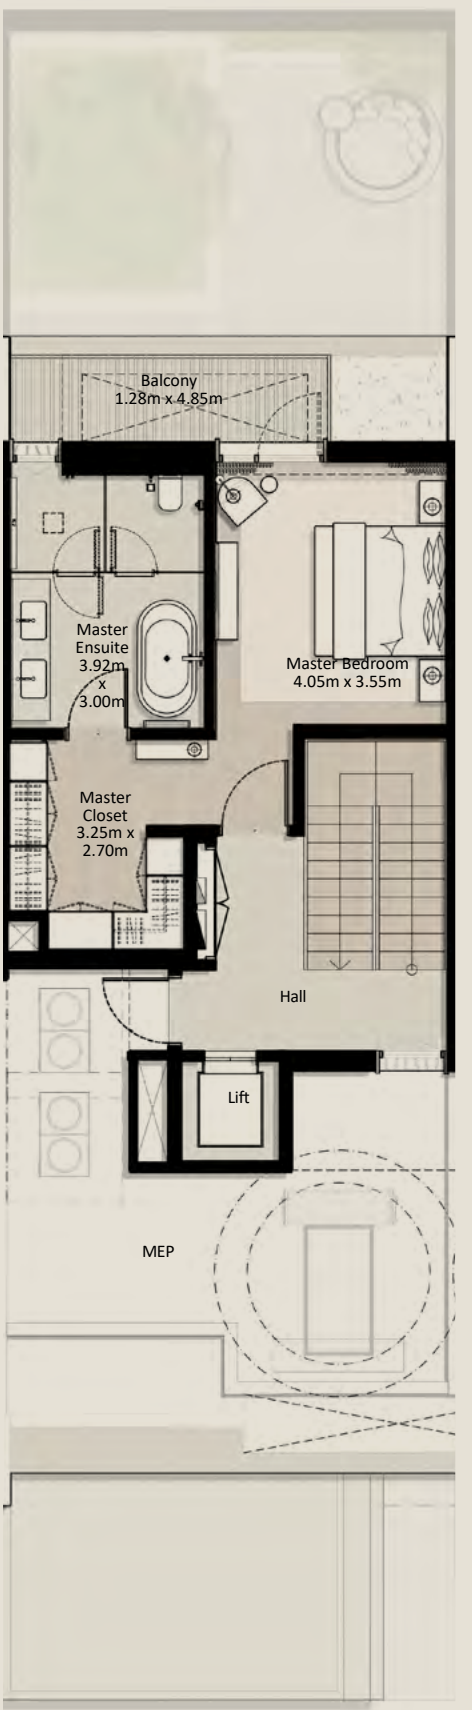 Balcony
1.28m x 4.85m
Master
Ensuite
3.92m
x
3.00m
Master Bedroom
4.05m x 3.55m
Master
Closet
3.25m x
2.70m
Hall
Lift
MEP